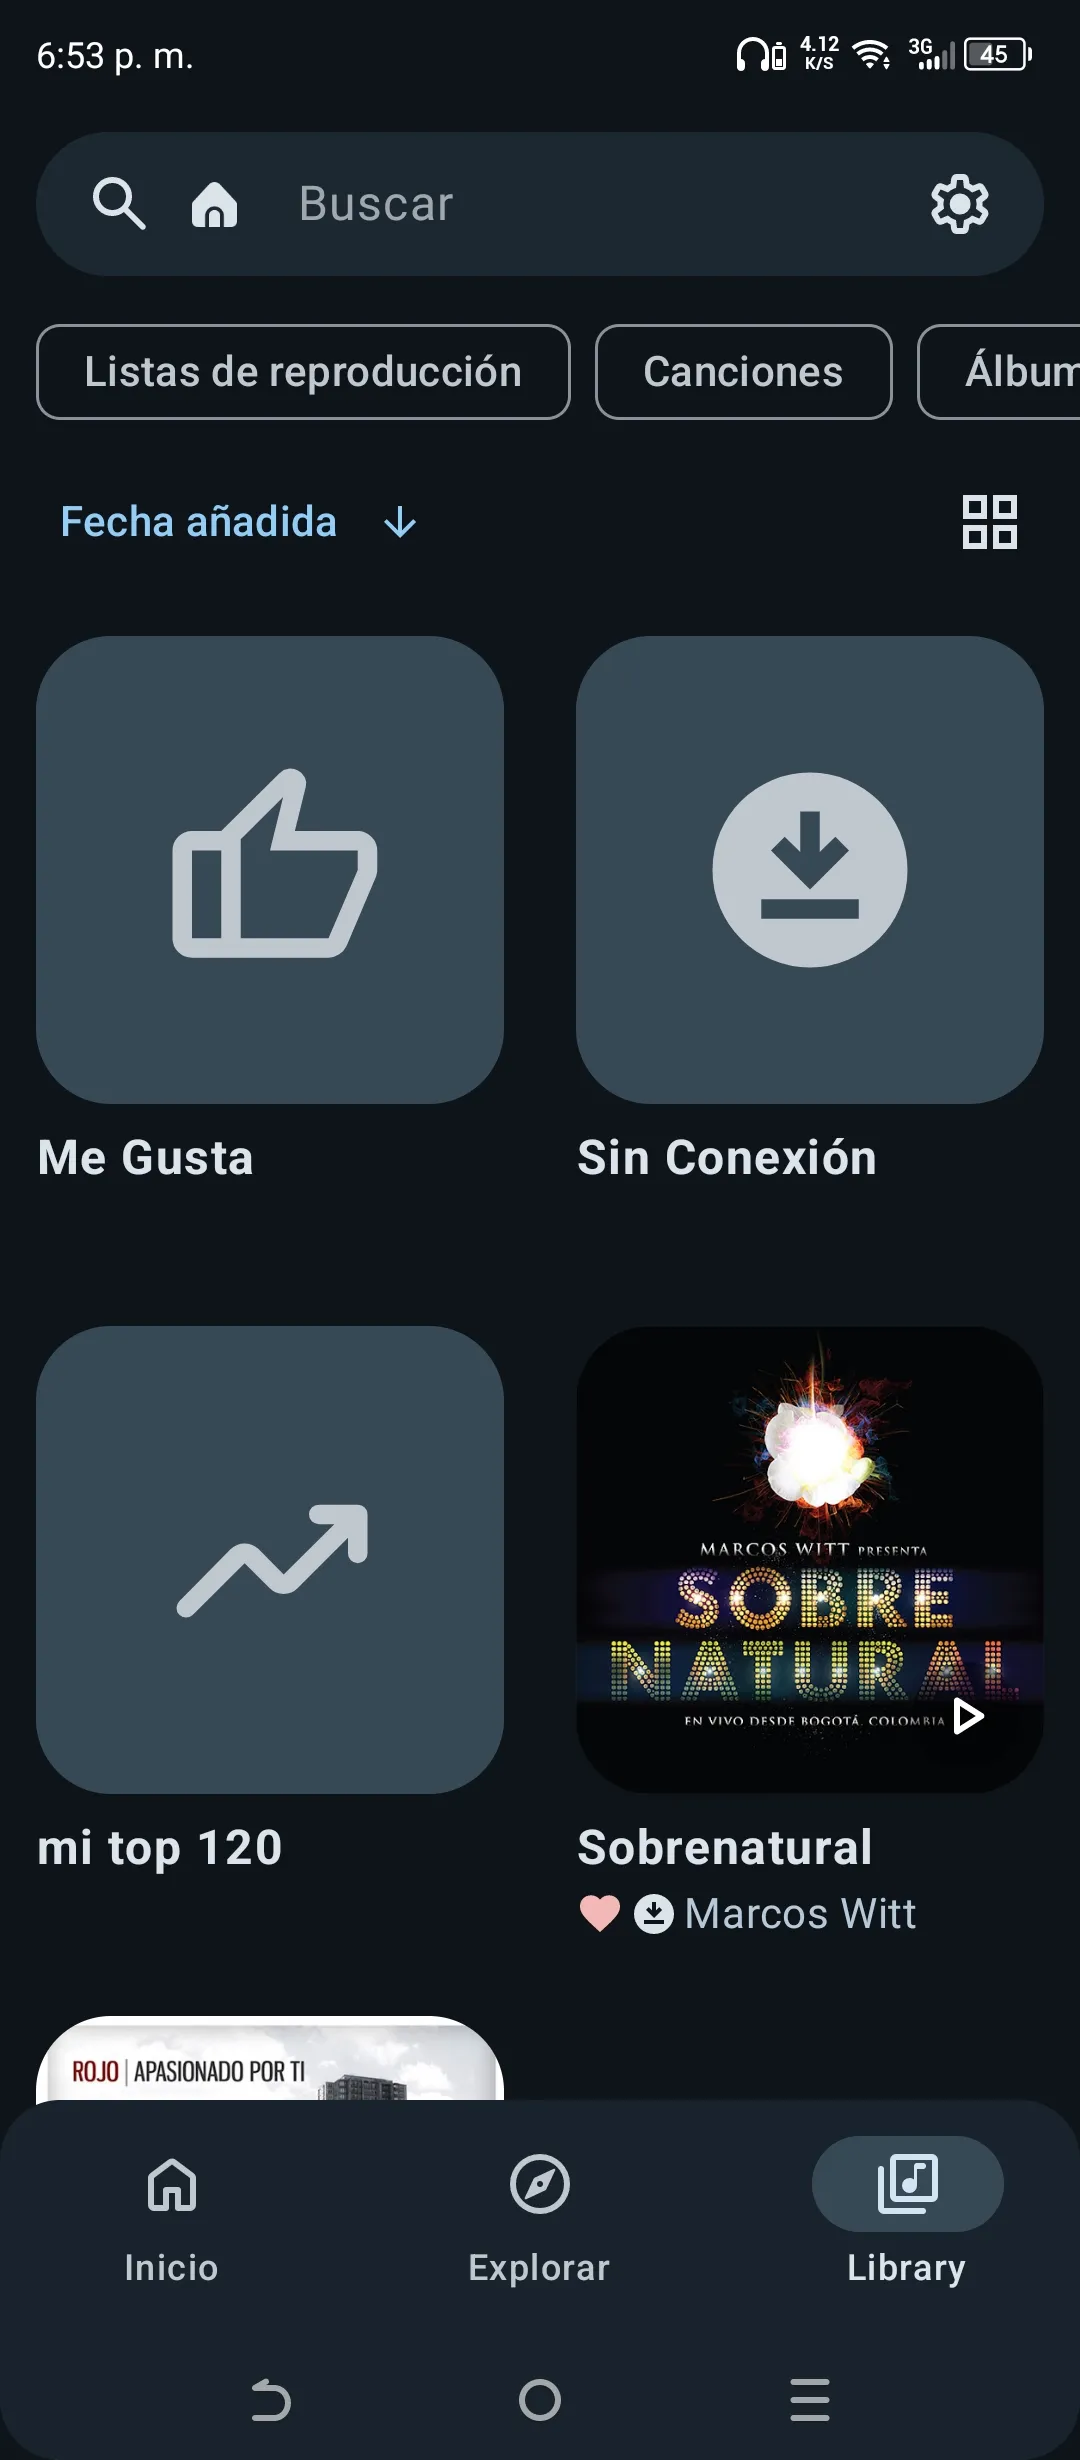 6:53 p. m.
4.12
K/S
3G
45
Buscar
Listas de reproducción
Canciones
Álbum
Fecha añadida
Me Gusta
Sin Conexión
MARCOS WITT PRESENTA
SOBRE
NATURAL
EN VIVO DESDE BOGOTÁ, COLOMBIA
mi top 120
Sobrenatural
Marcos Witt
ROJO | APASIONADO POR TI
Inicio
Explorar
Library